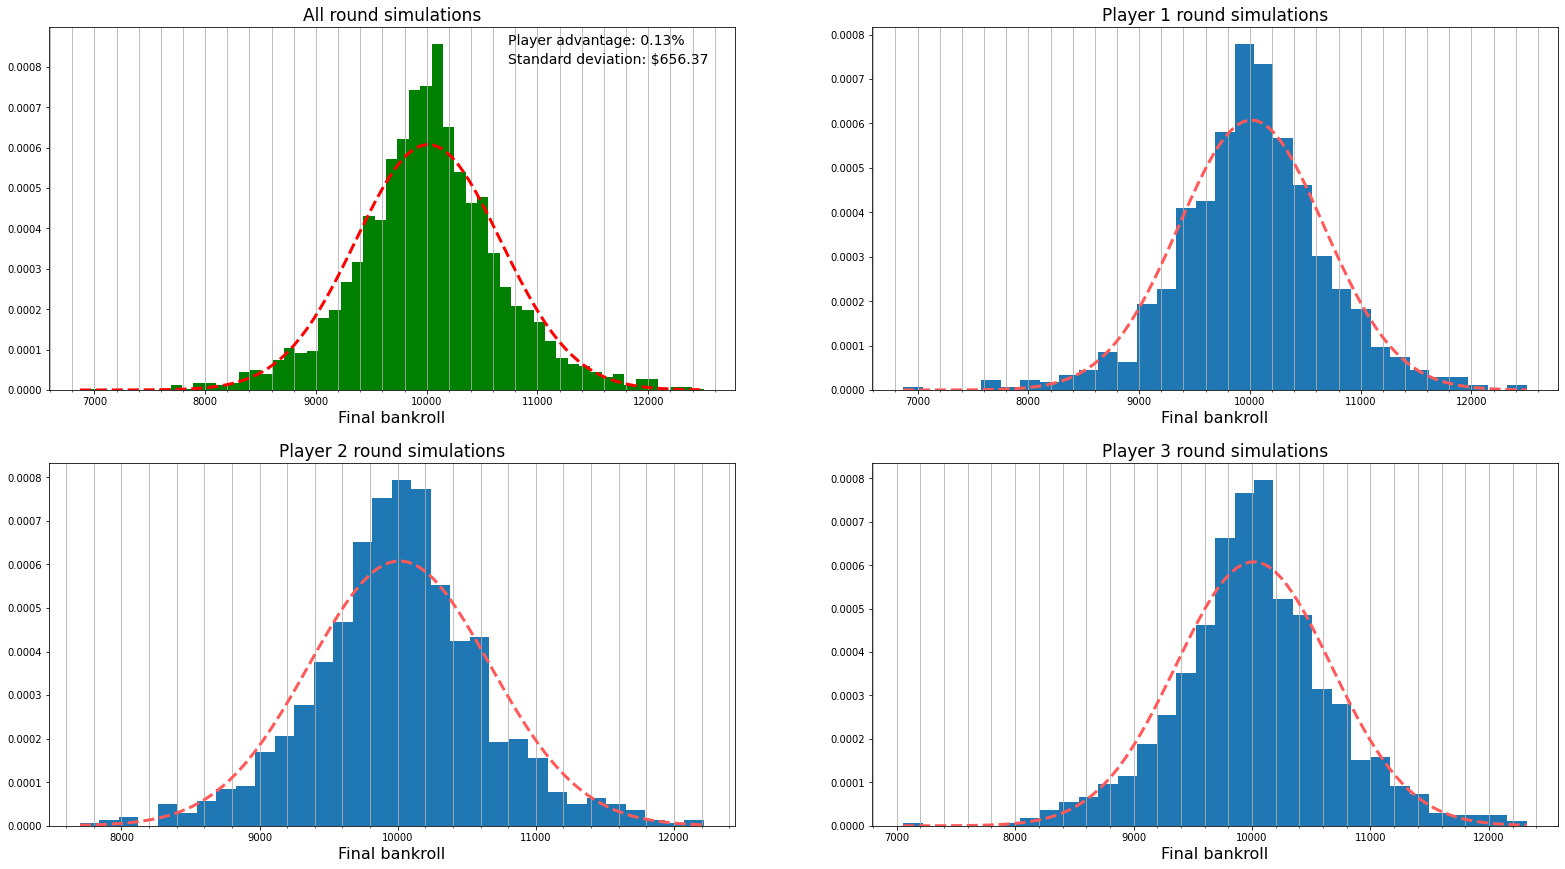 All round simulations
Player advantage: 0.13%
Standard deviation: $656.37
0.0008
0.0007
0.0006
0.0005
0.0004
0.0003
0.0002
0.0001
0.0000
7000 8000 9000 10000 11000 12000
Final bankroll
Player 1 round simulations
0.0008
0.0007
0.0006
0.0005
0.0004
0.0003
0.0002
0.0001
0.0000
7000 8000 9000 10000 11000 12000
Final bankroll
Player 2 round simulations
0.0008
0.0007
0.0006
0.0005
0.0004
0.0003
0.0002
0.0001
0.0000
8000 9000 10000 11000 12000
Final bankroll
Player 3 round simulations
0.0008
0.0007
0.0006
0.0005
0.0004
0.0003
0.0002
0.0001
0.0000
7000 8000 9000 10000 11000 12000
Final bankroll